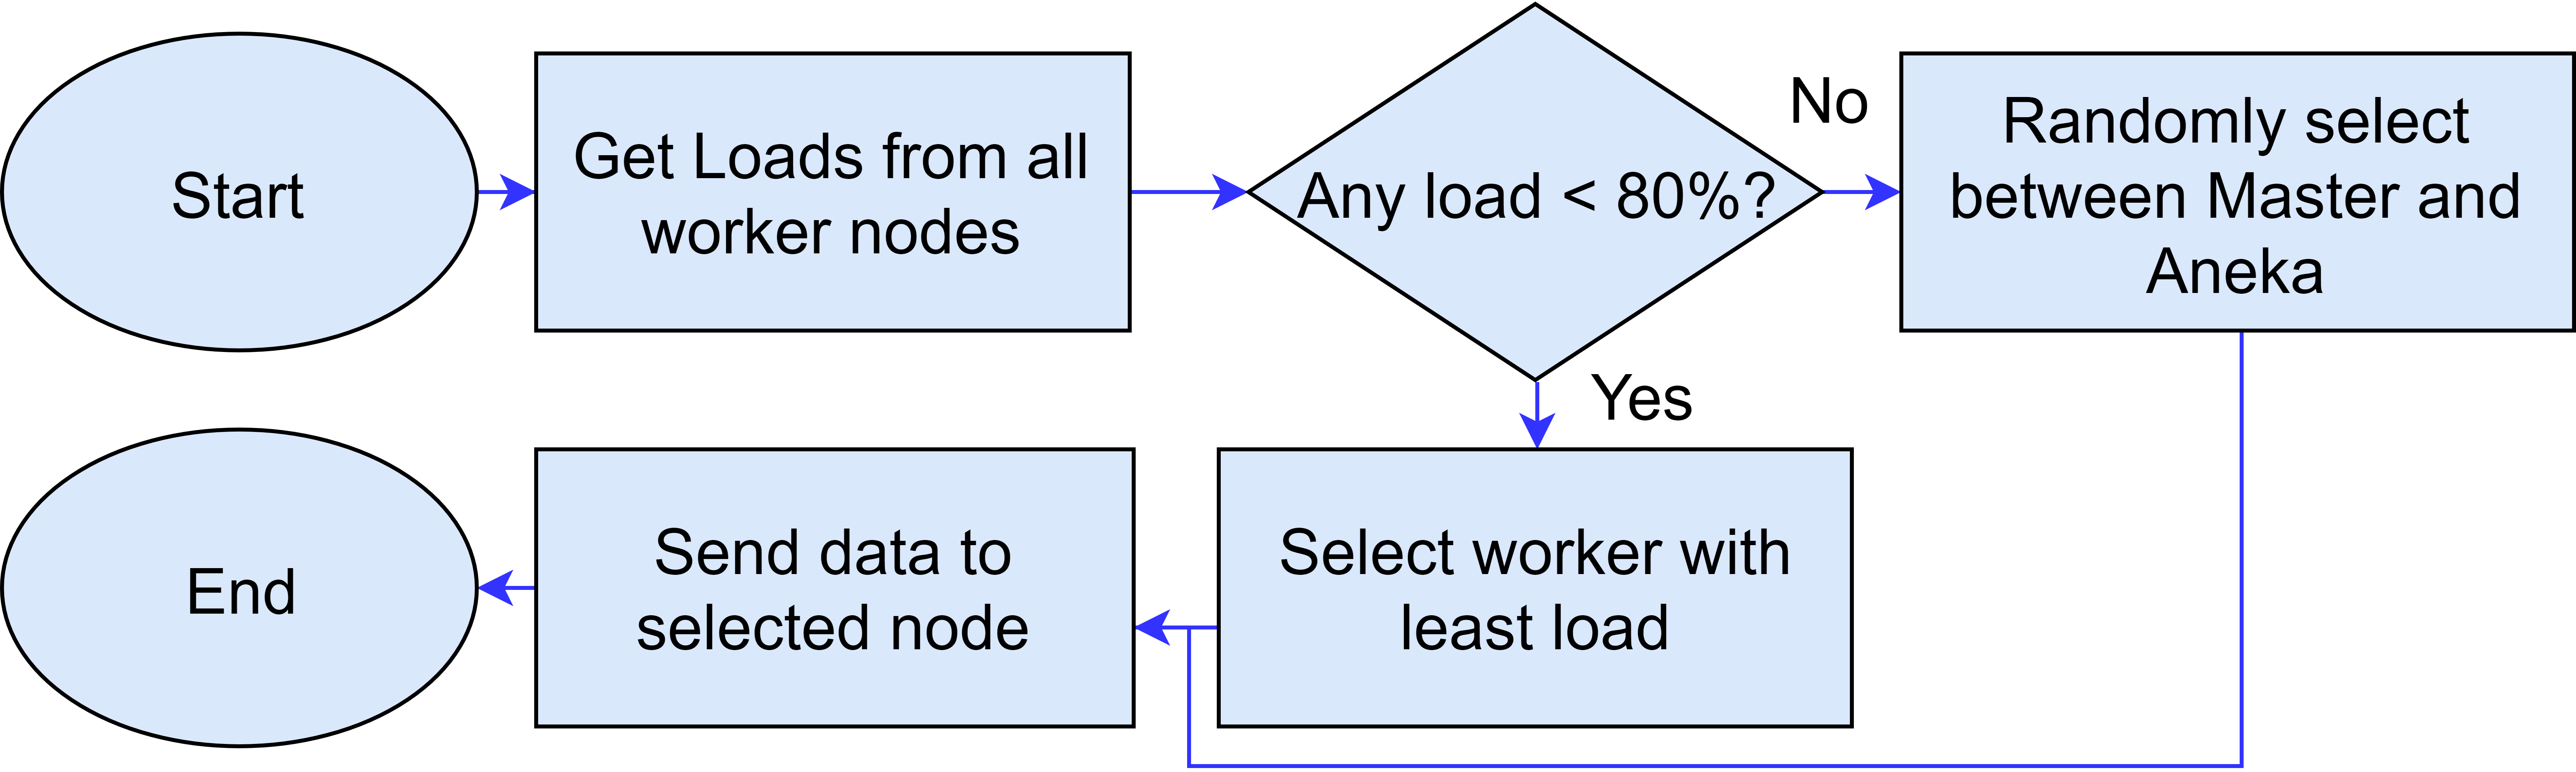 Start
Get Loads from all
worker nodes
Any load < 80%?
No
Randomly select
between Master and
Aneka
Yes
Select worker with
least load
Send data to
selected node
End